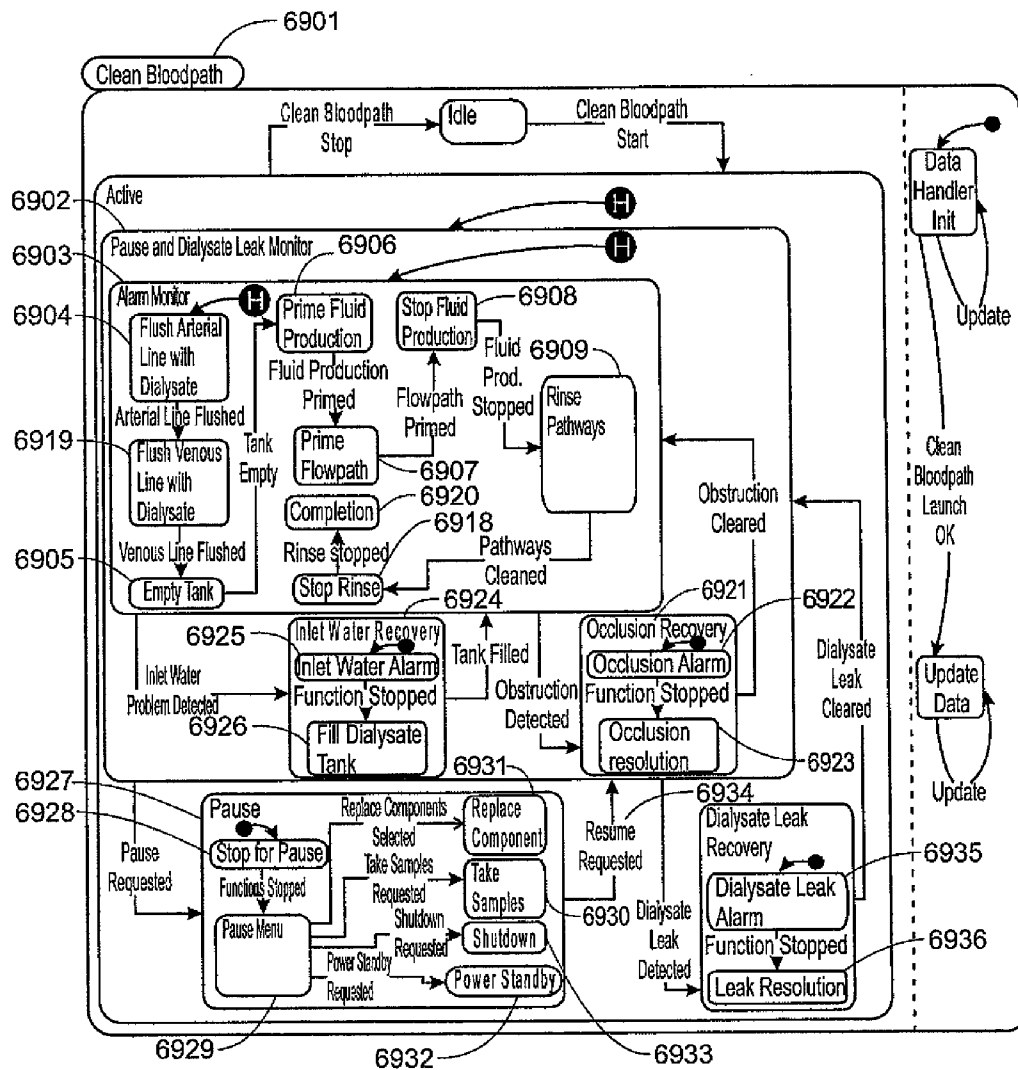 6901
Clean Bloodpath
Clean Bloodpath
Stop
Idle
Clean Bloodpath
Start
Data
Handler
Init
Update
6902
Active
H
6903
Pause and Dialysate Leak Monitor
6906
H
6904
Alarm Monitor
H
Flush Arterial
Line with
Dialysate
Prime Fluid
Production
Stop Fluid
Production
6908
6909
Fluid
Prod.
Stopped
Fluid Production
Primed
Flowpath
Primed
Rinse
Pathways
Arterial Line Flushed
6919
Flush Venous
Line with
Dialysate
Tank
Empty
Prime
Flowpath
6907
6920
Completion
6918
Venous Line Flushed
Rinse stopped
Pathways
Cleaned
6905
Empty Tank
Stop Rinse
Obstruction
Cleared
Clean
Bloodpath
Launch
OK
6924
6921
6922
6925
Inlet Water Recovery
Inlet Water Alarm
Function Stopped
Tank Filled
Occlusion Recovery
Occlusion Alarm
Function Stopped
Inlet Water
Problem Detected
Obstruction
Detected
Dialysate
Leak
Cleared
Update
Data
6926
Fill Dialysate
Tank
Occlusion
resolution
6923
Update
6927
6931
6934
6928
Pause
Stop for Pause
Functions Stopped
Replace Components
Selected
Replace
Component
Resume
Requested
Dialysate Leak
Recovery
6935
Pause
Requested
Take Samples
Requested
Take
Samples
6930
Dialysate Leak
Alarm
Pause Menu
Shutdown
Requested
Shutdown
Dialysate
Leak
Detected
Function Stopped
6936
Power Standby
Requested
Power Standby
Leak Resolution
6929
6932
6933